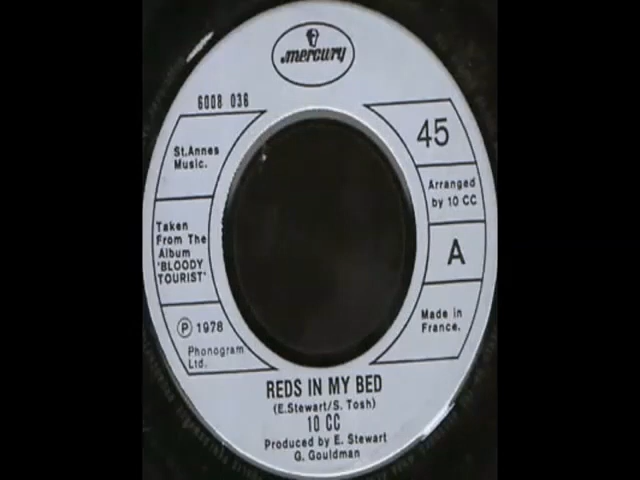 mercury
6008 036
St.Annes
Music.
Taken
From The
Album
'BLOODY
TOURIST'
Ⓟ 1978
Phonogram
Ltd.
45
Arranged
by 10 CC
A
Made in
France.
REDS IN MY BED
(E.Stewart/S. Tosh)
10 CC
Produced by E. Stewart
G. Gouldman